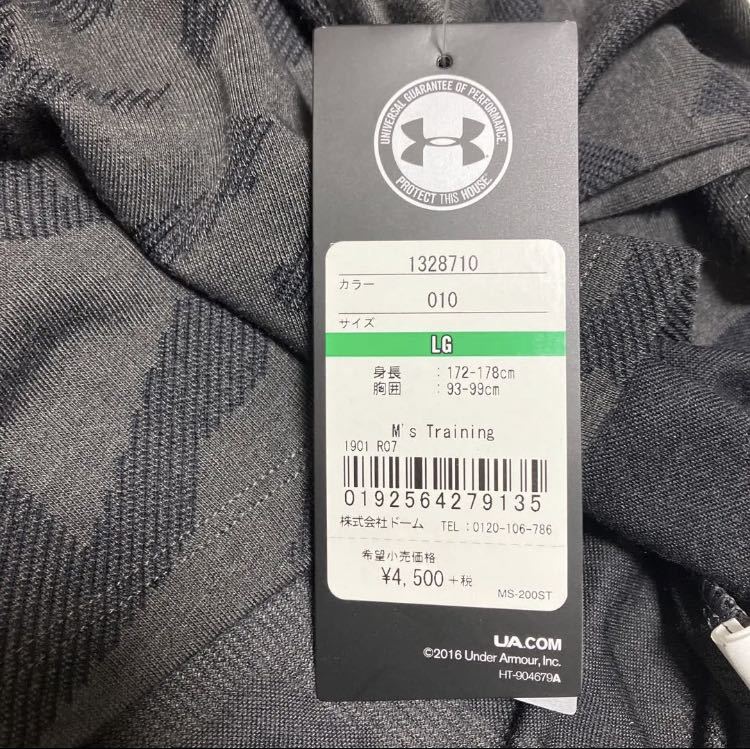 UNIVERSAL GUARANTEE OF PERFORMANCE.
PROTECT THIS HOUSE.
1328710
カラー
010
サイズ
LG
身長 : 172-178cm
胸囲 : 93-99cm
M's Training
1901 R07
0192564279135
株式会社ドーム TEL : 0120-106-786
希望小売価格
¥4,500+税
MS-200ST
UA.COM
©2016 Under Armour, Inc.
HT-904679A